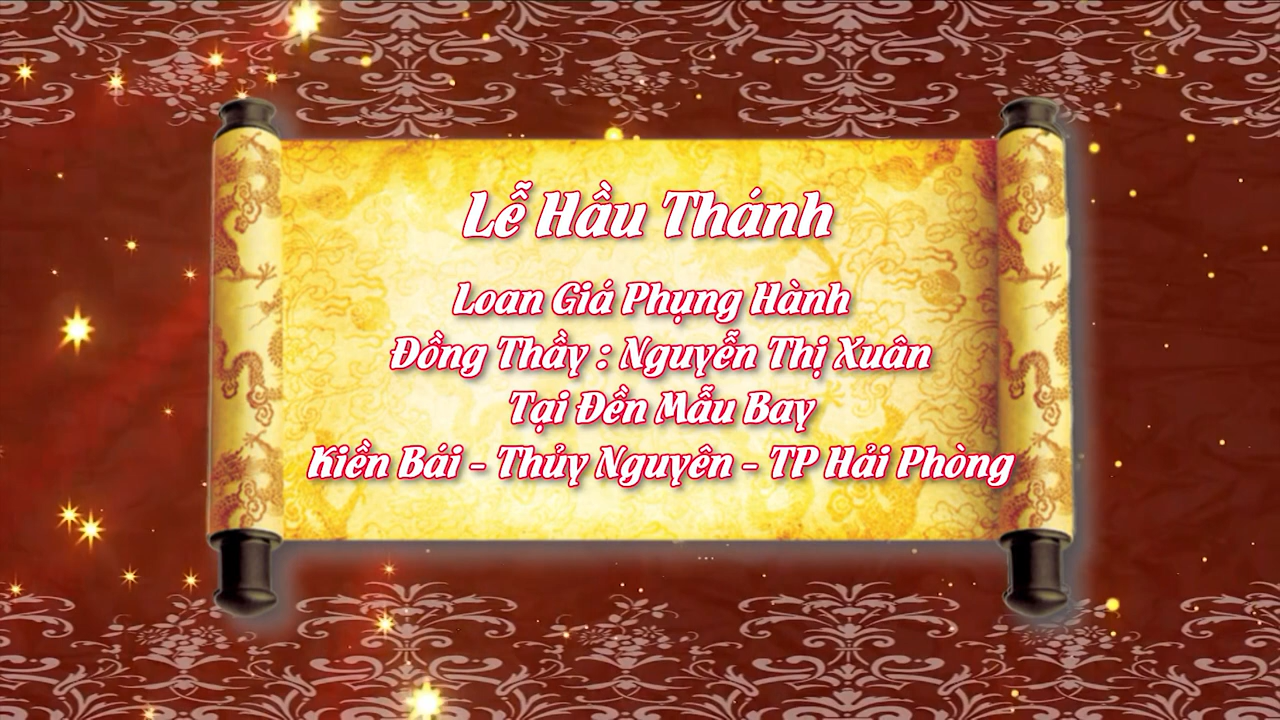 Lễ Hầu Thánh
Loan Giá Phụng Hành
Đồng Thầy : Nguyễn Thị Xuân
Tại Đền Mẫu Bay
Kiền Bái - Thủy Nguyên - TP Hải Phòng